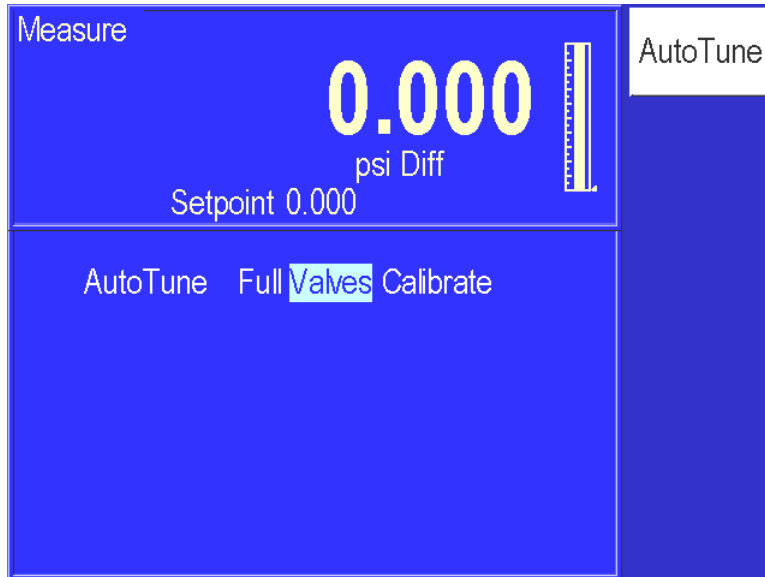 Measure
0.000
psi Diff
Setpoint 0.000
AutoTune
AutoTune Full Valves Calibrate